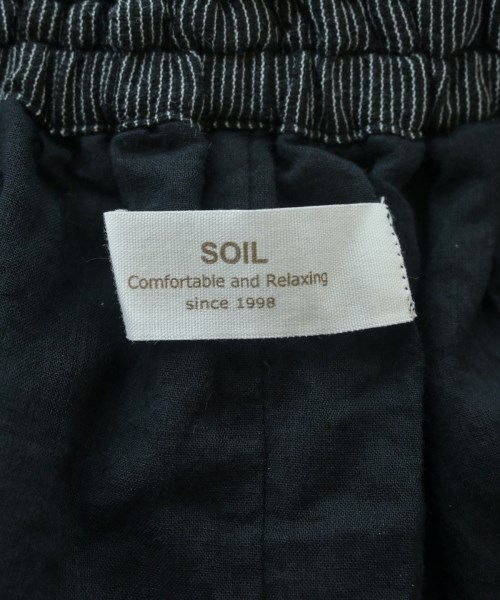 SOIL
Comfortable and Relaxing
since 1998